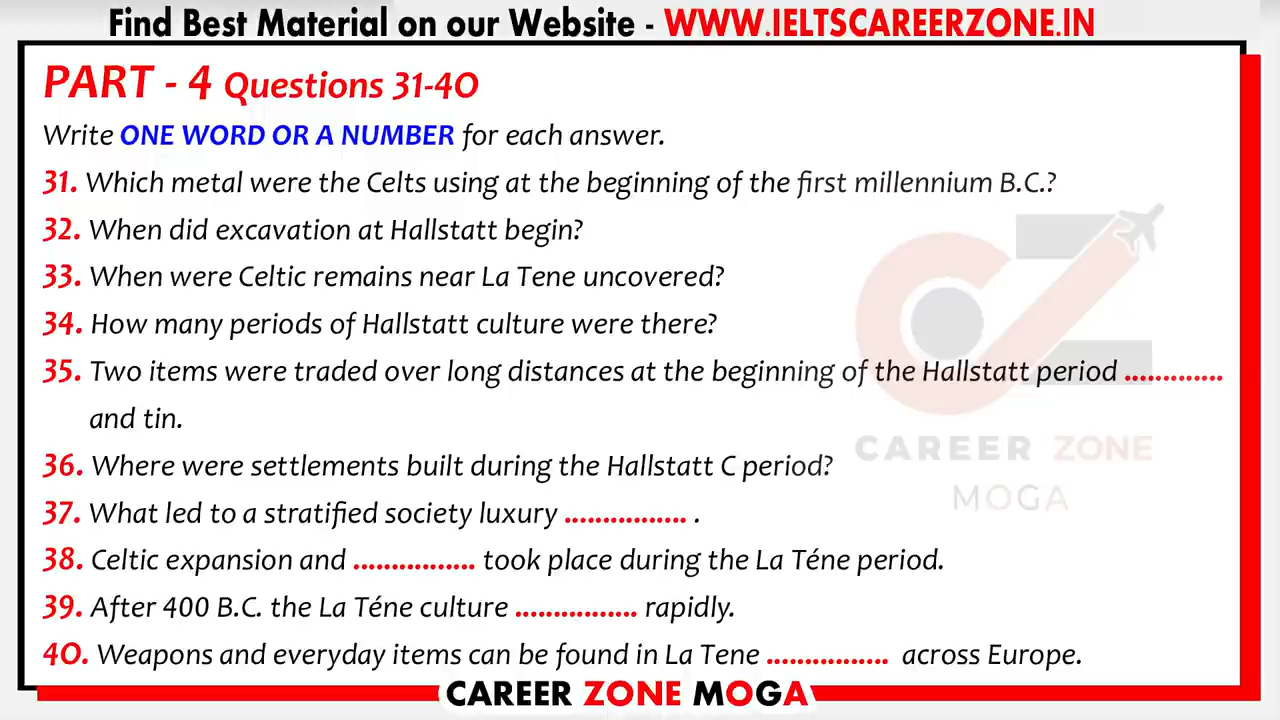 Find Best Material on our Website - WWW.IELTSCAREERZONE.IN
PART - 4 Questions 31-40
Write ONE WORD OR A NUMBER for each answer.
31. Which metal were the Celts using at the beginning of the first millennium B.C.?
32. When did excavation at Hallstatt begin?
33. When were Celtic remains near La Tene uncovered?
34. How many periods of Hallstatt culture were there?
35. Two items were traded over long distances at the beginning of the Hallstatt period .............
and tin.
36. Where were settlements built during the Hallstatt C period?
37. What led to a stratified society luxury ................ .
38. Celtic expansion and ................ took place during the La Téne period.
39. After 400 B.C. the La Téne culture ................ rapidly.
40. Weapons and everyday items can be found in La Tene ................ across Europe.
CAREER ZONE
MOGA
CAREER ZONE MOGA